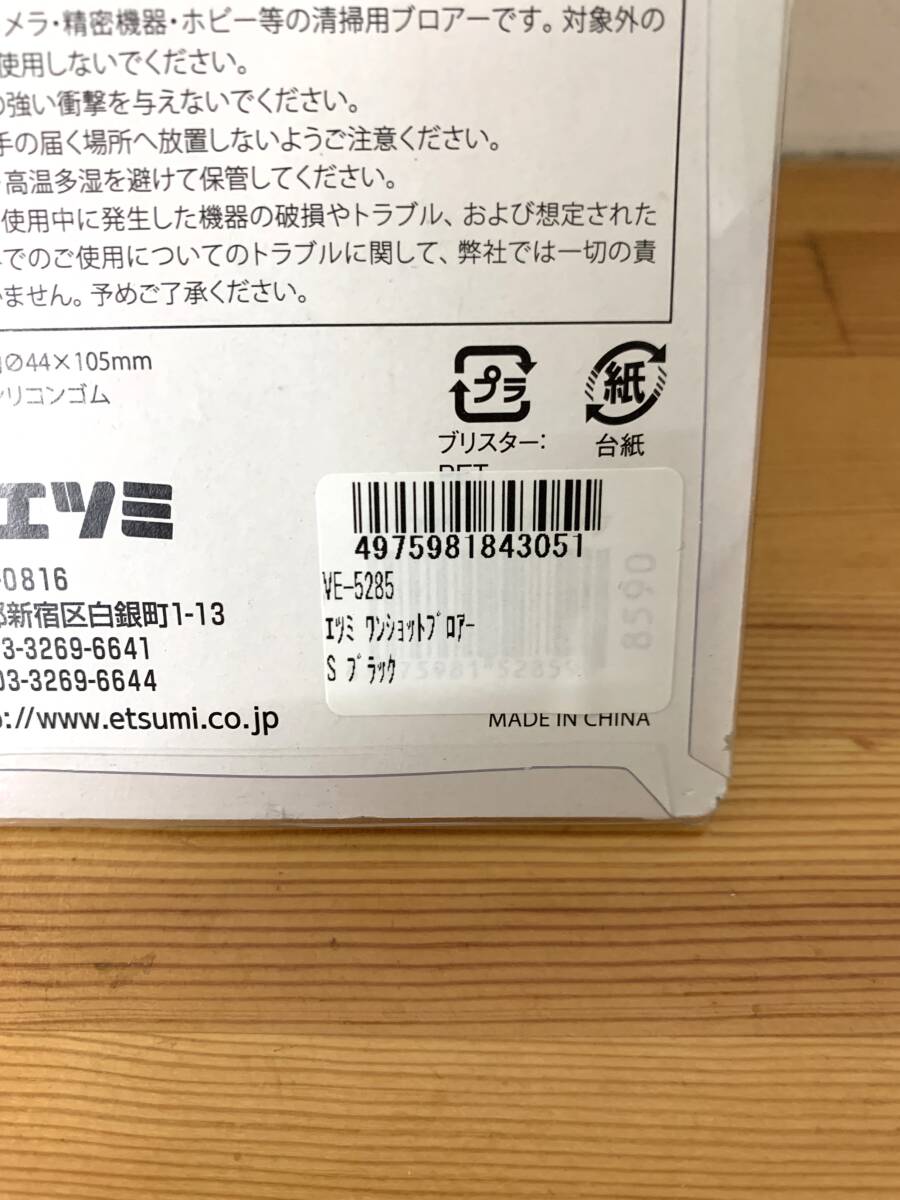 メラ・精密機器・ホビー等の清掃用ブロアーです。対象外の
使用しないでください。
の強い衝撃を与えないでください。
手の届く場所へ放置しないようご注意ください。
高温多湿を避けて保管してください。
使用中に発生した機器の破損やトラブル、および想定された
でのご使用についてのトラブルに関して、弊社では一切の責
いません。予めご了承ください。
Ø44×105mm
シリコンゴム
プラ
紙
ブリスター:
台紙
PET
エツミ
4975981843051
VE-5285
ｴﾂﾐ ﾜﾝｼｮｯﾄﾌﾞﾛｱｰ
S ﾌﾞﾗｯｸ
8590
-0816
都新宿区白銀町1-13
3-3269-6641
03-3269-6644
://www.etsumi.co.jp
MADE IN CHINA